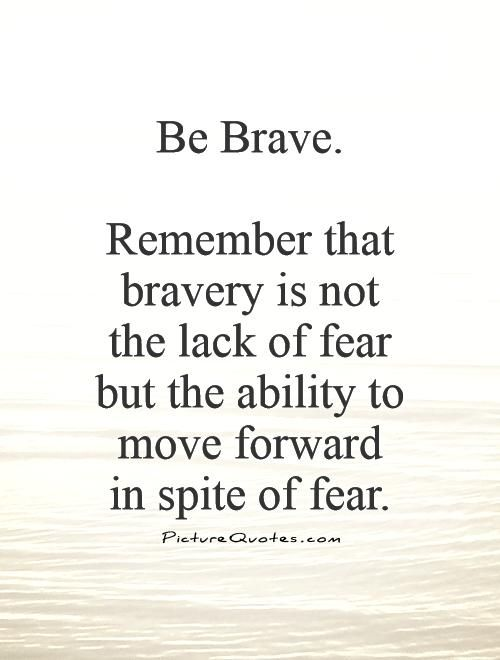 Be Brave.
Remember that
bravery is not
the lack of fear
but the ability to
move forward
in spite of fear.
PictureQuotes.com